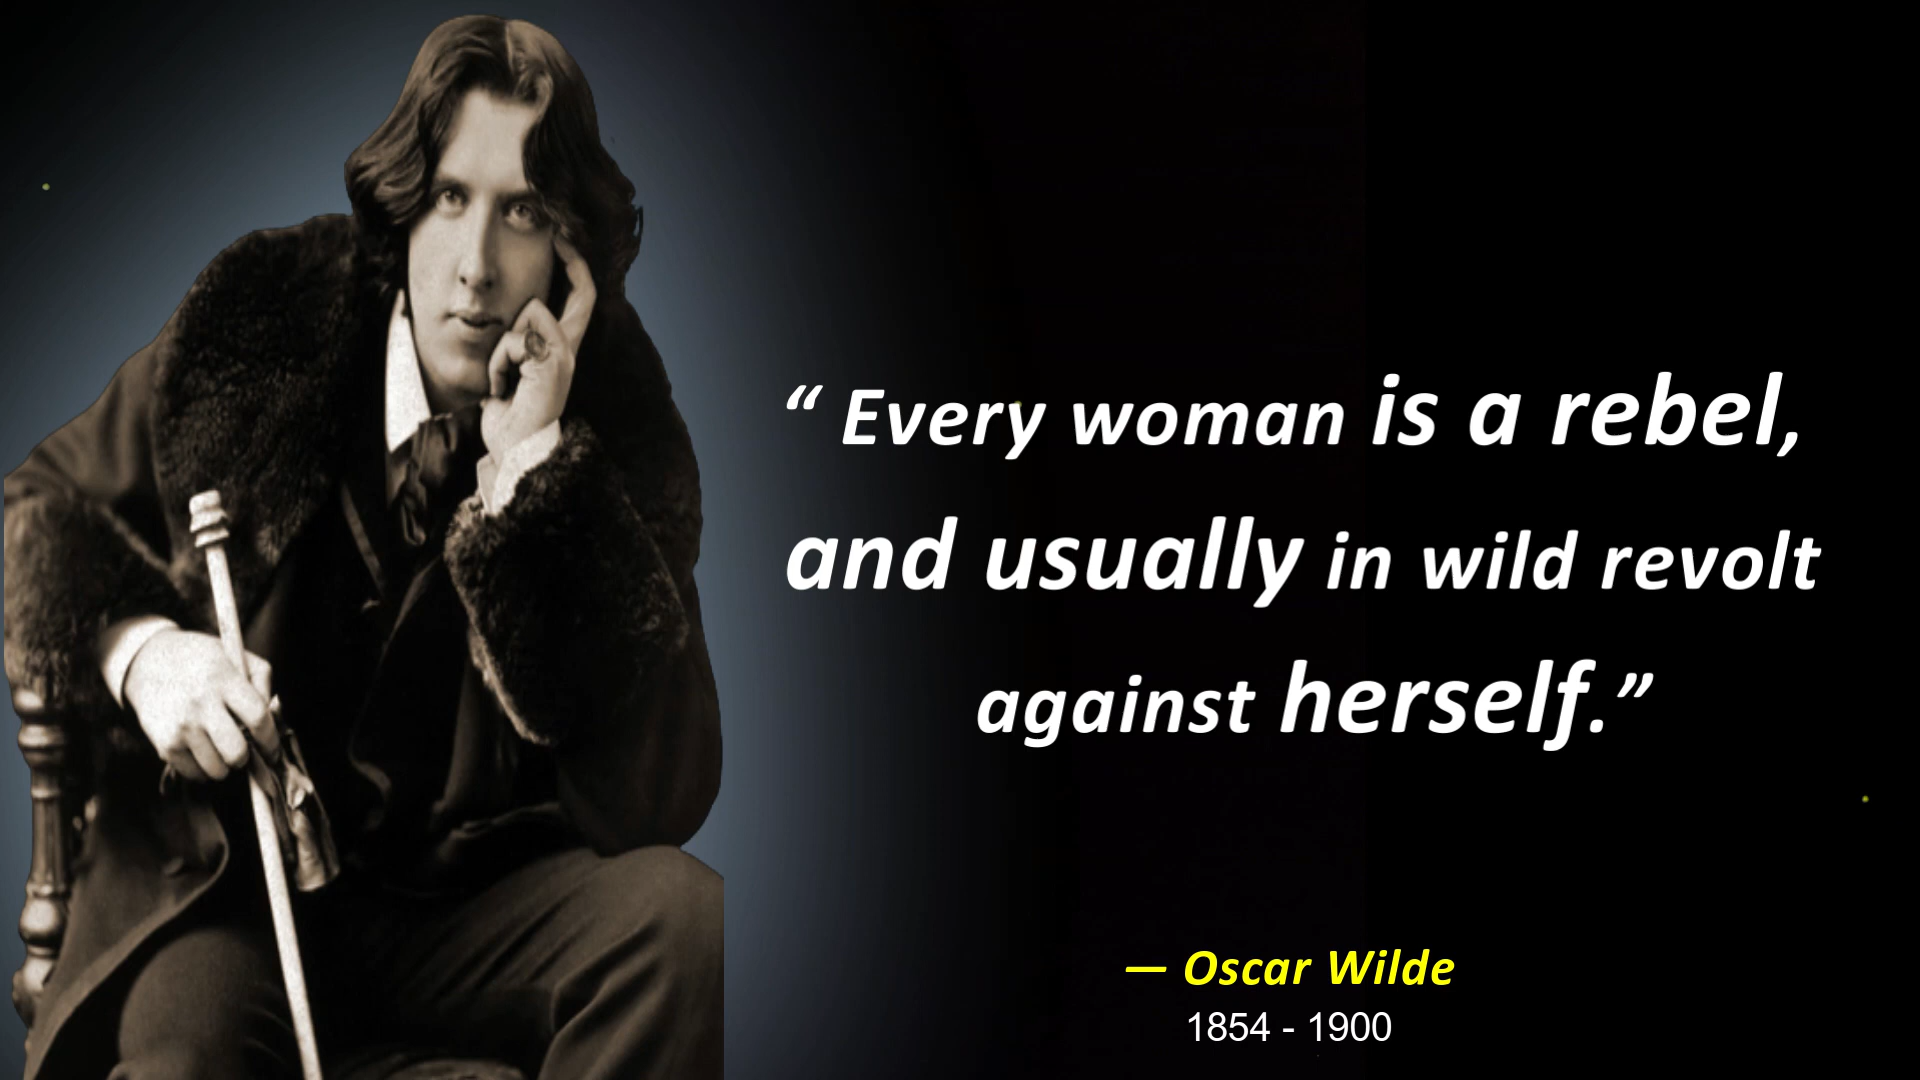 “ Every woman is a rebel,
and usually in wild revolt
against herself.”
— Oscar Wilde
1854 - 1900